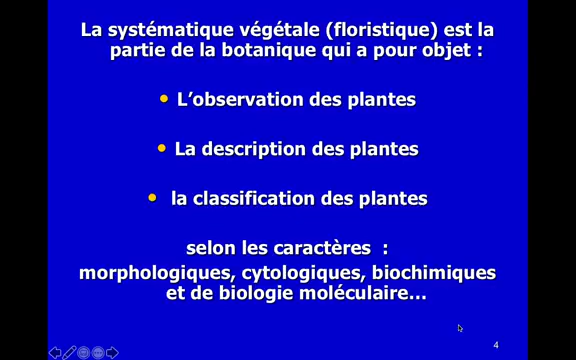 La systématique végétale (floristique) est la
partie de la botanique qui a pour objet :
• L’observation des plantes
• La description des plantes
• la classification des plantes
selon les caractères :
morphologiques, cytologiques, biochimiques
et de biologie moléculaire…
4